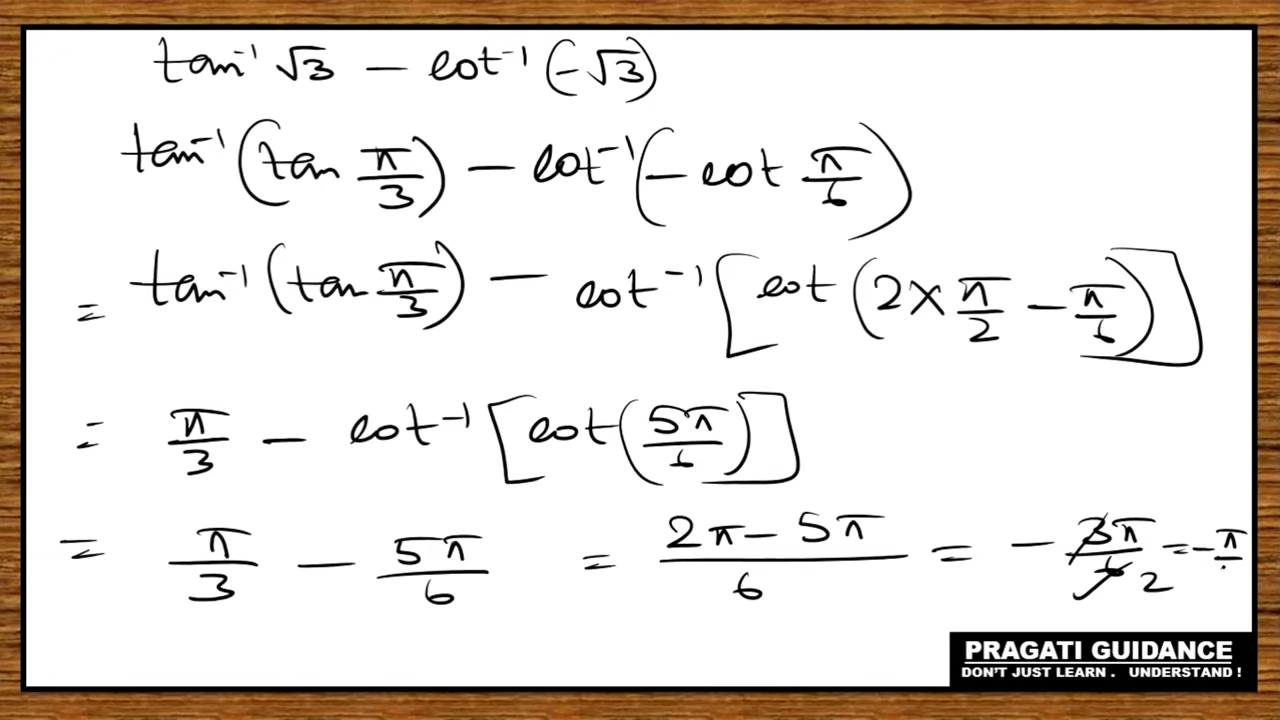 tan⁻¹ √3 − cot⁻¹ (−√3)
tan⁻¹ (tan π/3) − cot⁻¹ (− cot π/6)
= tan⁻¹ (tan π/3) − cot⁻¹ [cot (2 × π/2 − π/6)]
= π/3 − cot⁻¹ [cot (5π/6)]
= π/3 − 5π/6 = (2π − 5π)/6 = − 3π/6 2 = − π/
PRAGATI GUIDANCE
DON'T JUST LEARN . UNDERSTAND !